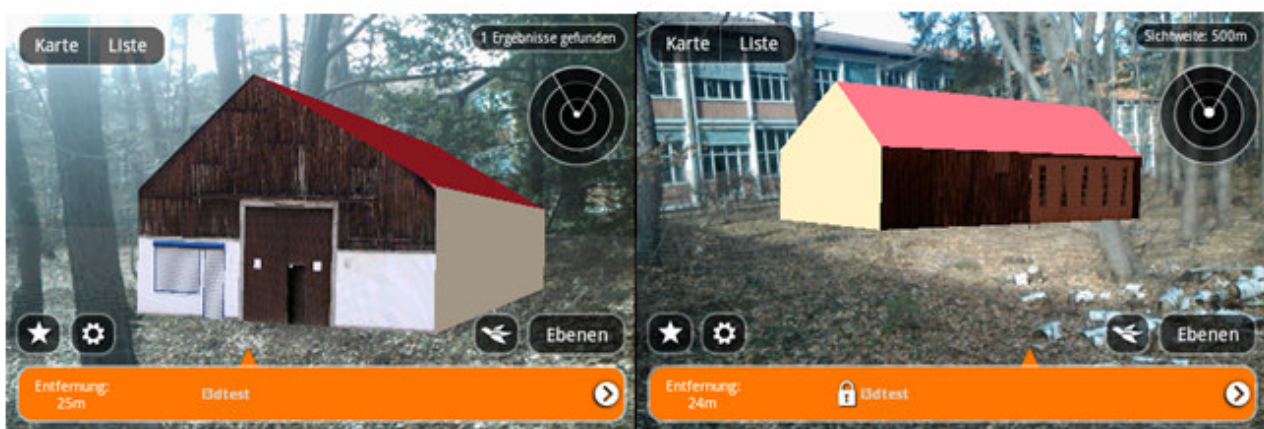 Karte Liste
1 Ergebnisse gefunden
Ebenen
Entfernung:
25m
l3dtest
Karte Liste
Sichtweite: 500m
Ebenen
Entfernung:
24m
l3dtest